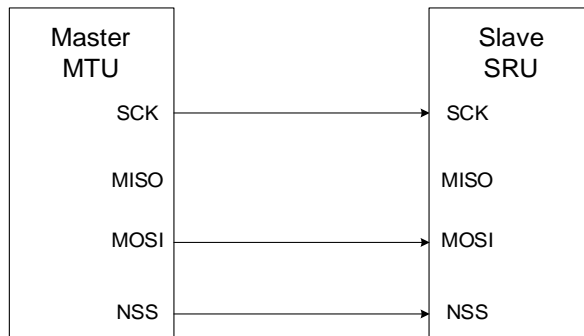 Master
MTU
SCK
MISO
MOSI
NSS
Slave
SRU
SCK
MISO
MOSI
NSS